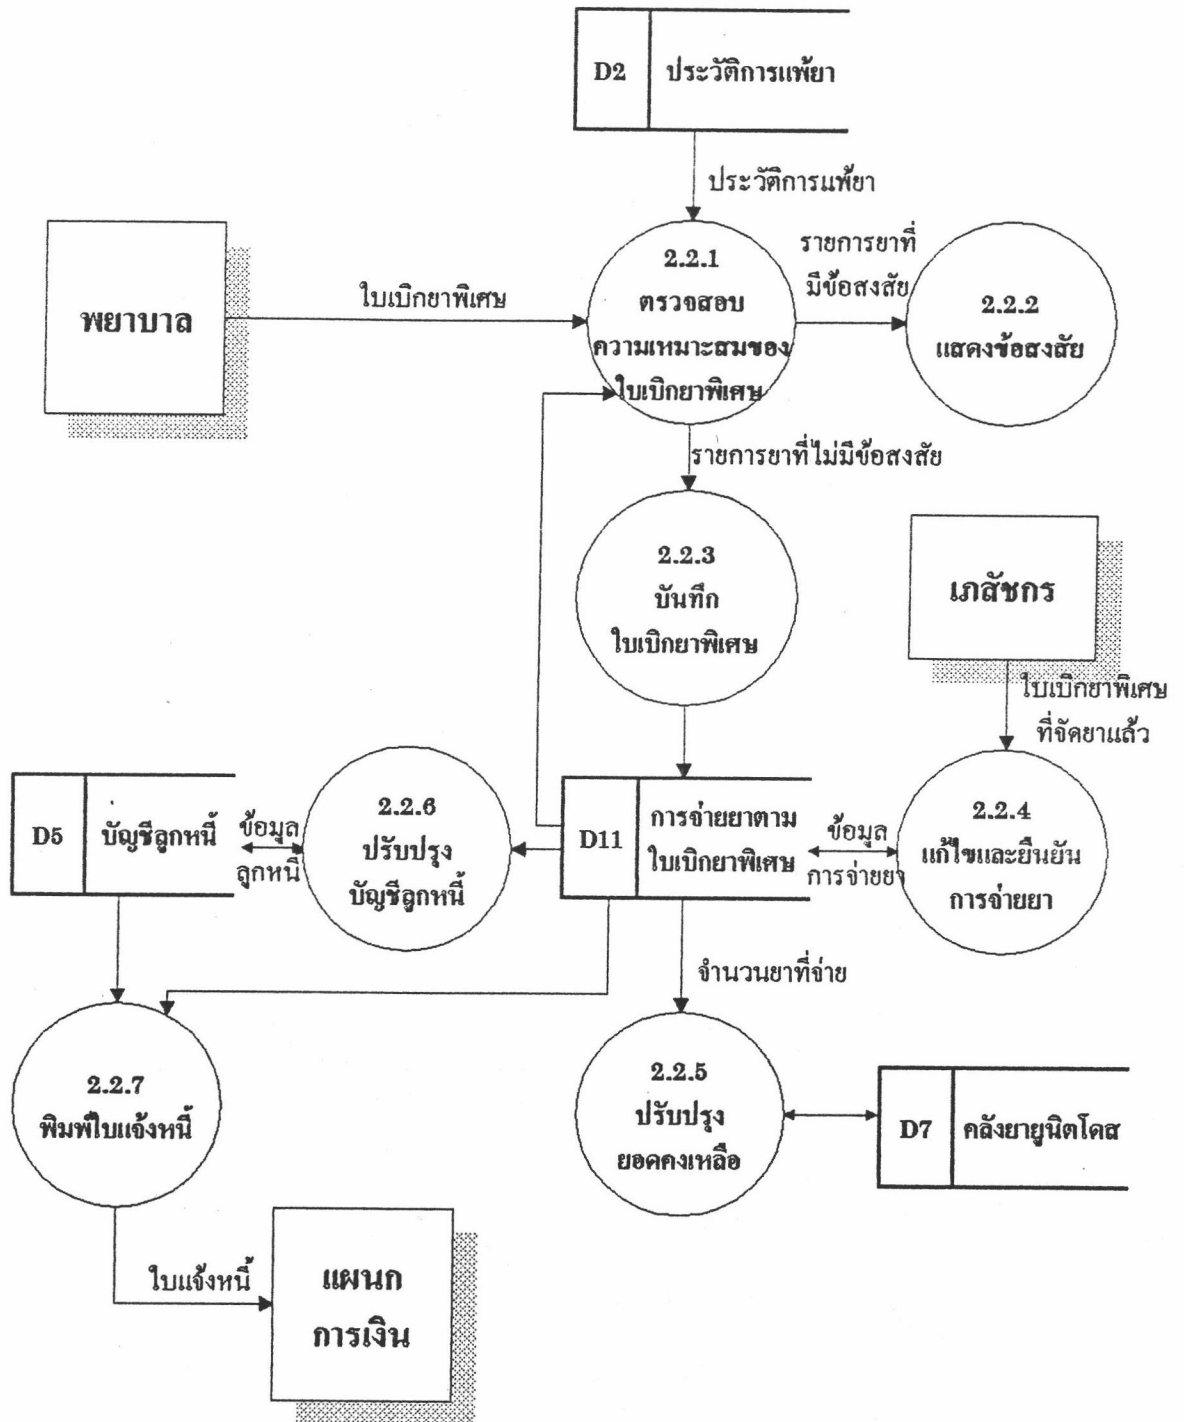 D2
ประวัติการแพ้ยา
ประวัติการแพ้ยา
พยาบาล
ใบเบิกยาพิเศษ
2.2.1
ตรวจสอบ
ความเหมาะสมของ
ใบเบิกยาพิเศษ
รายการยาที่
มีข้อสงสัย
2.2.2
แสดงข้อสงสัย
รายการยาที่ไม่มีข้อสงสัย
2.2.3
บันทึก
ใบเบิกยาพิเศษ
เภสัชกร
ใบเบิกยาพิเศษ
ที่จัดยาแล้ว
D5
บัญชีลูกหนี้
ข้อมูล
ลูกหนี้
2.2.6
ปรับปรุง
บัญชีลูกหนี้
D11
การจ่ายยาตาม
ใบเบิกยาพิเศษ
ข้อมูล
การจ่ายยา
2.2.4
แก้ไขและยืนยัน
การจ่ายยา
จำนวนยาที่จ่าย
2.2.7
พิมพ์ใบแจ้งหนี้
2.2.5
ปรับปรุง
ยอดคงเหลือ
D7
คลังยายูนิตโดส
ใบแจ้งหนี้
แผนก
การเงิน